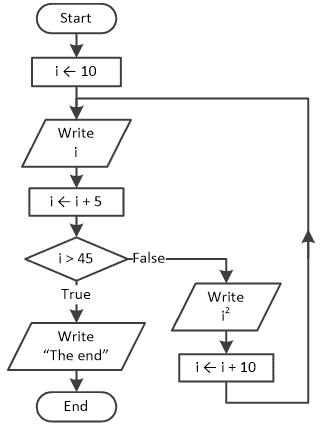 Start
i ← 10
Write
i
i ← i + 5
i > 45
False
True
Write
i²
Write
"The end"
i ← i + 10
End